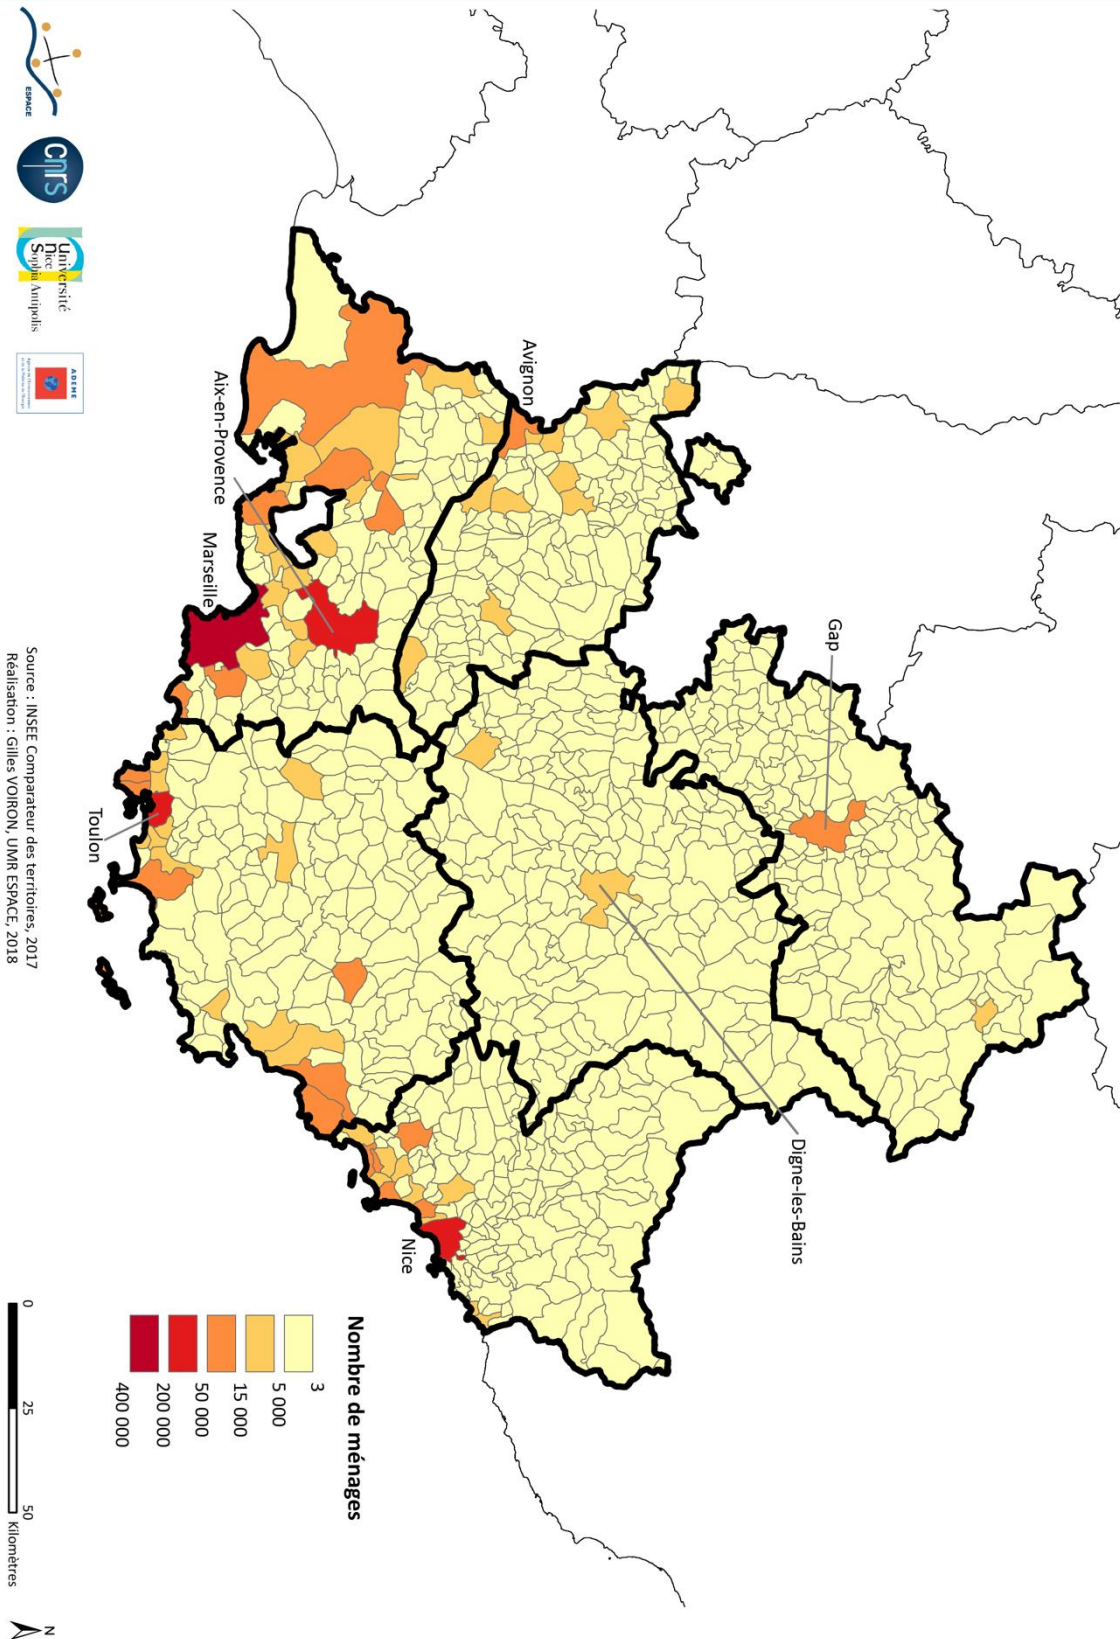 Gap
Digne-les-Bains
Avignon
Nice
Aix-en-Provence
Marseille
Toulon
Nombre de ménages
3
5 000
15 000
50 000
200 000
400 000
ESPACE
cnrs
Université
Nice
Sophia Antipolis
ADEME
Source : INSEE Comparateur des territoires, 2017
Réalisation : Gilles VOIRON, UMR ESPACE, 2018
0 25 50
Kilomètres
N